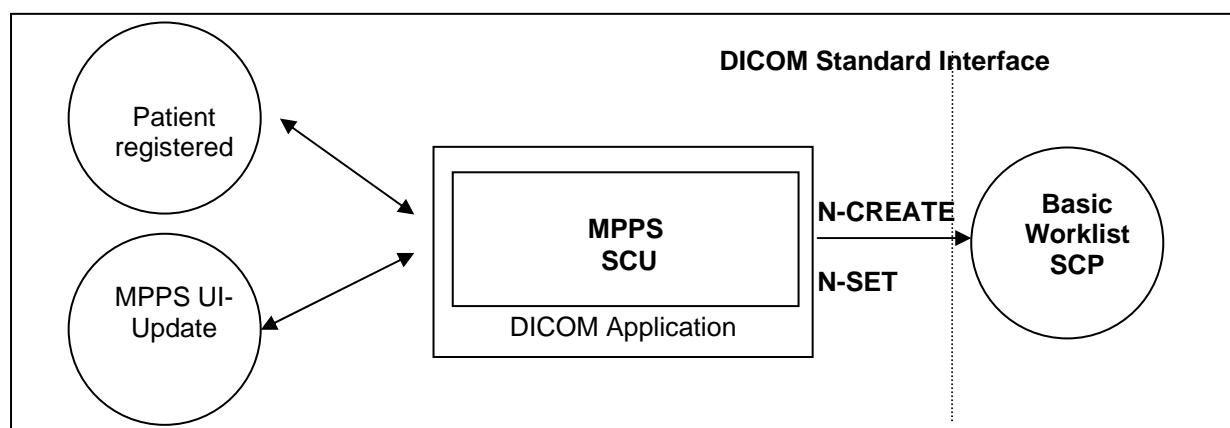 DICOM Standard Interface
Patient
registered
MPPS UI-
Update
MPPS
SCU
DICOM Application
N-CREATE
N-SET
Basic
Worklist
SCP